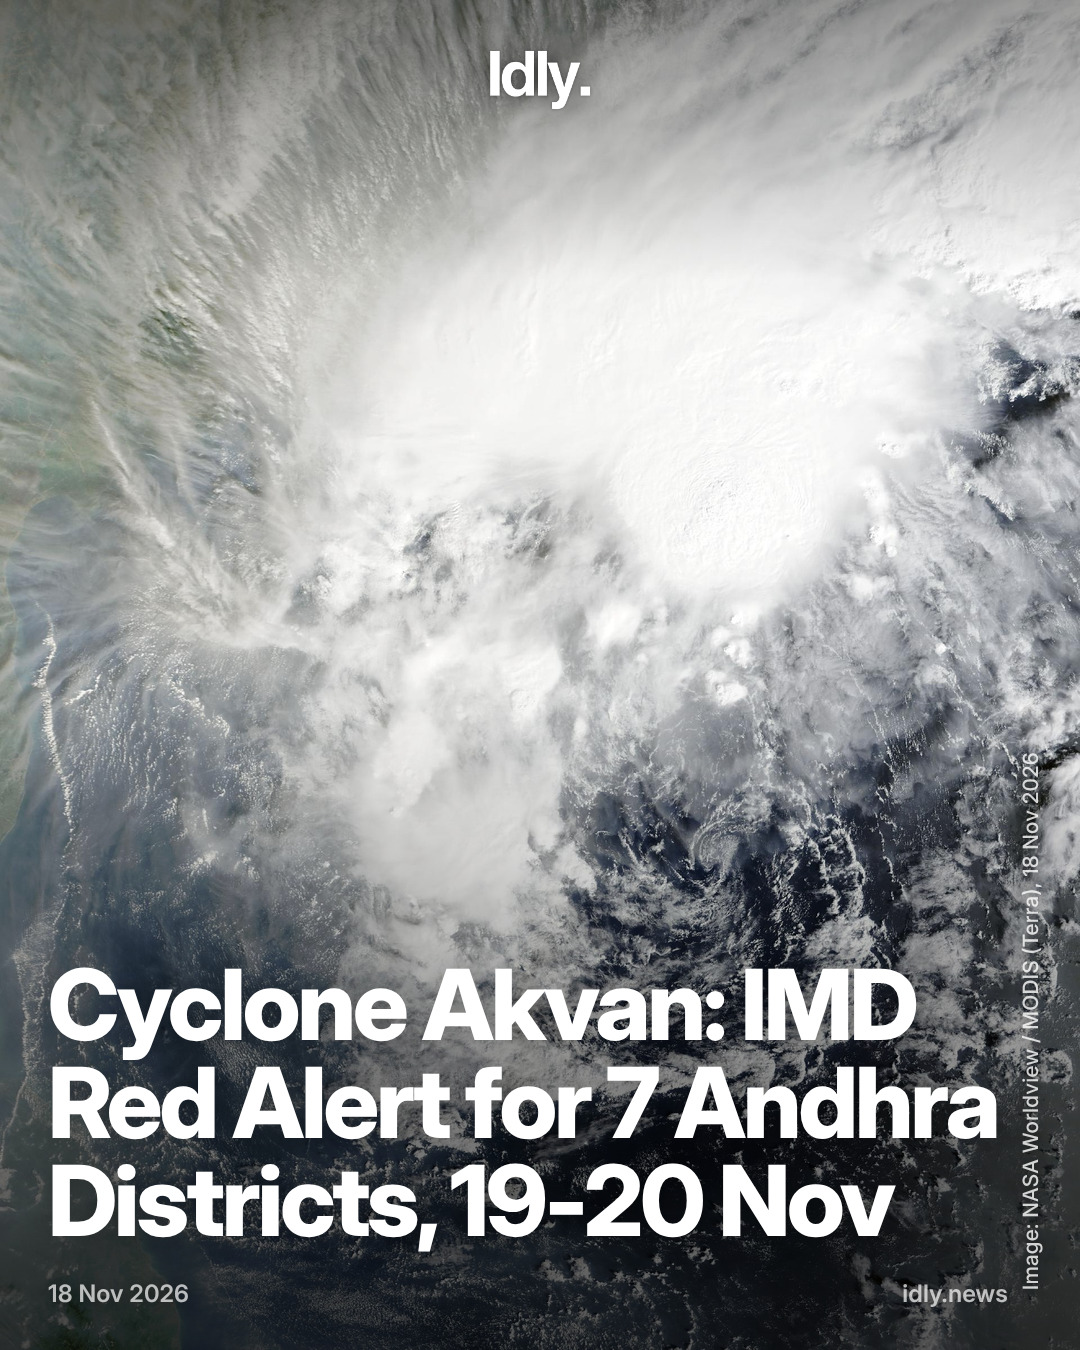 Idly.
Cyclone Akvan: IMD
Red Alert for 7 Andhra
Districts, 19-20 Nov
18 Nov 2026
idly.news
Image: NASA Worldview / MODIS (Terra), 18 Nov 2026